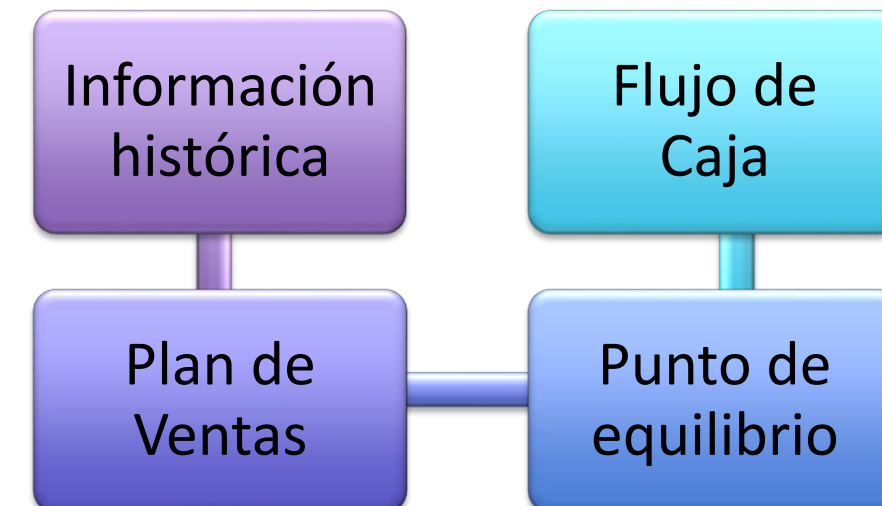 Información
histórica
Plan de
Ventas
Punto de
equilibrio
Flujo de
Caja